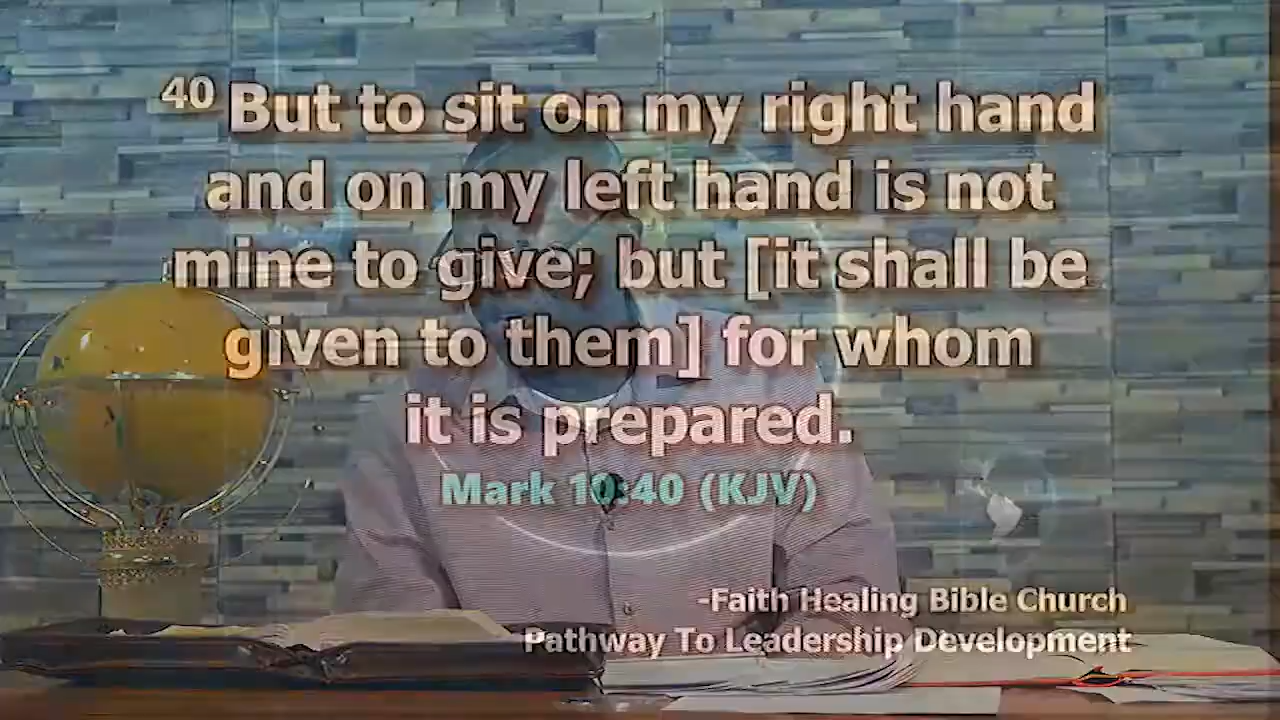 40 But to sit on my right hand
and on my left hand is not
mine to give; but [it shall be
given to them] for whom
it is prepared.
Mark 10:40 (KJV)
-Faith Healing Bible Church
Pathway To Leadership Development